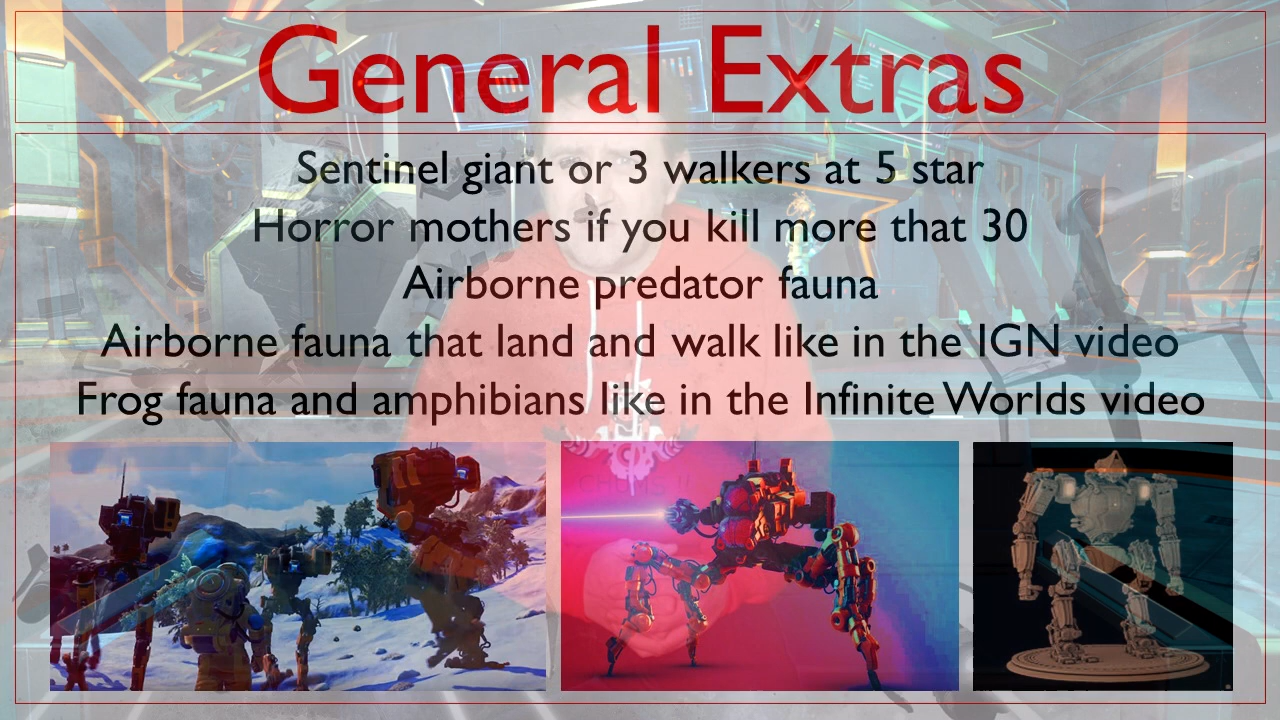 General Extras
Sentinel giant or 3 walkers at 5 star
Horror mothers if you kill more that 30
Airborne predator fauna
Airborne fauna that land and walk like in the IGN video
Frog fauna and amphibians like in the Infinite Worlds video